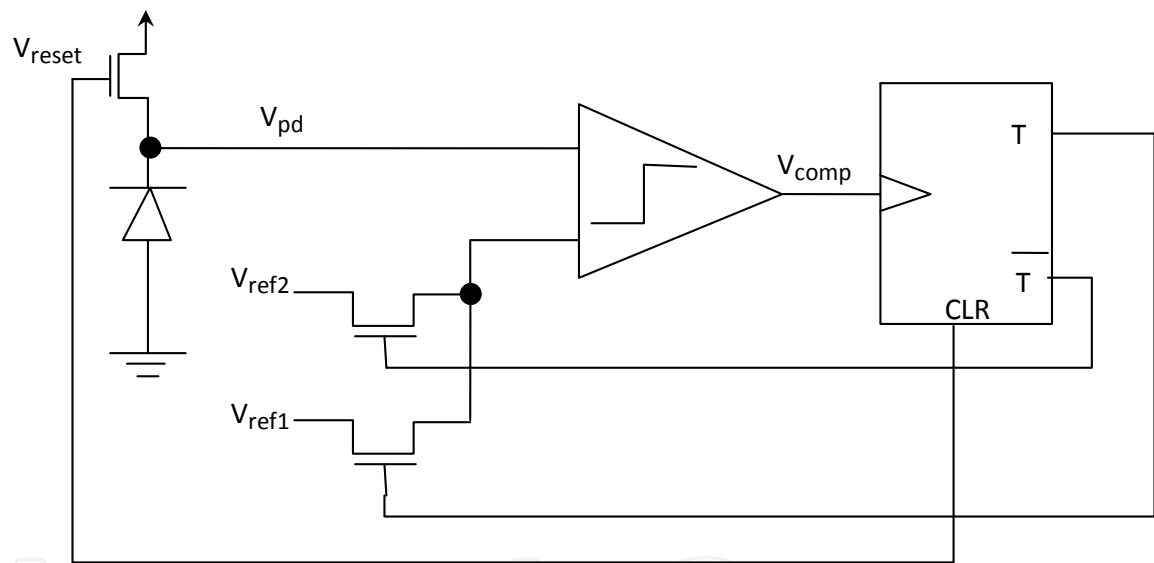 V_reset
V_pd
V_comp
T
V_ref2
T̅
CLR
V_ref1